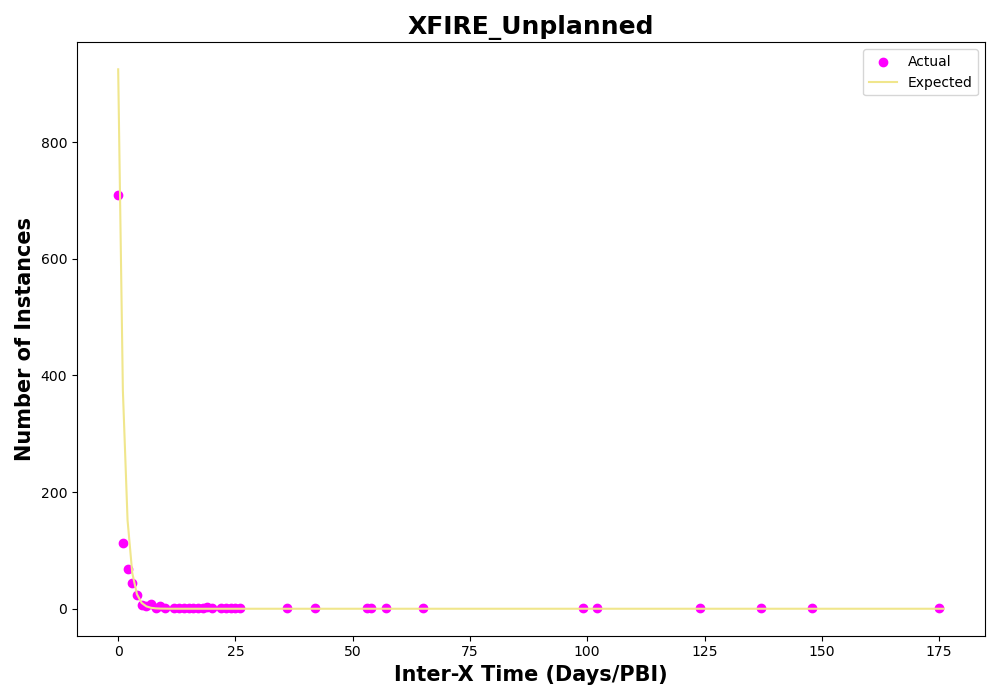 XFIRE_Unplanned
Actual
Expected
Number of Instances
800
600
400
200
0
0 25 50 75 100 125 150 175
Inter-X Time (Days/PBI)